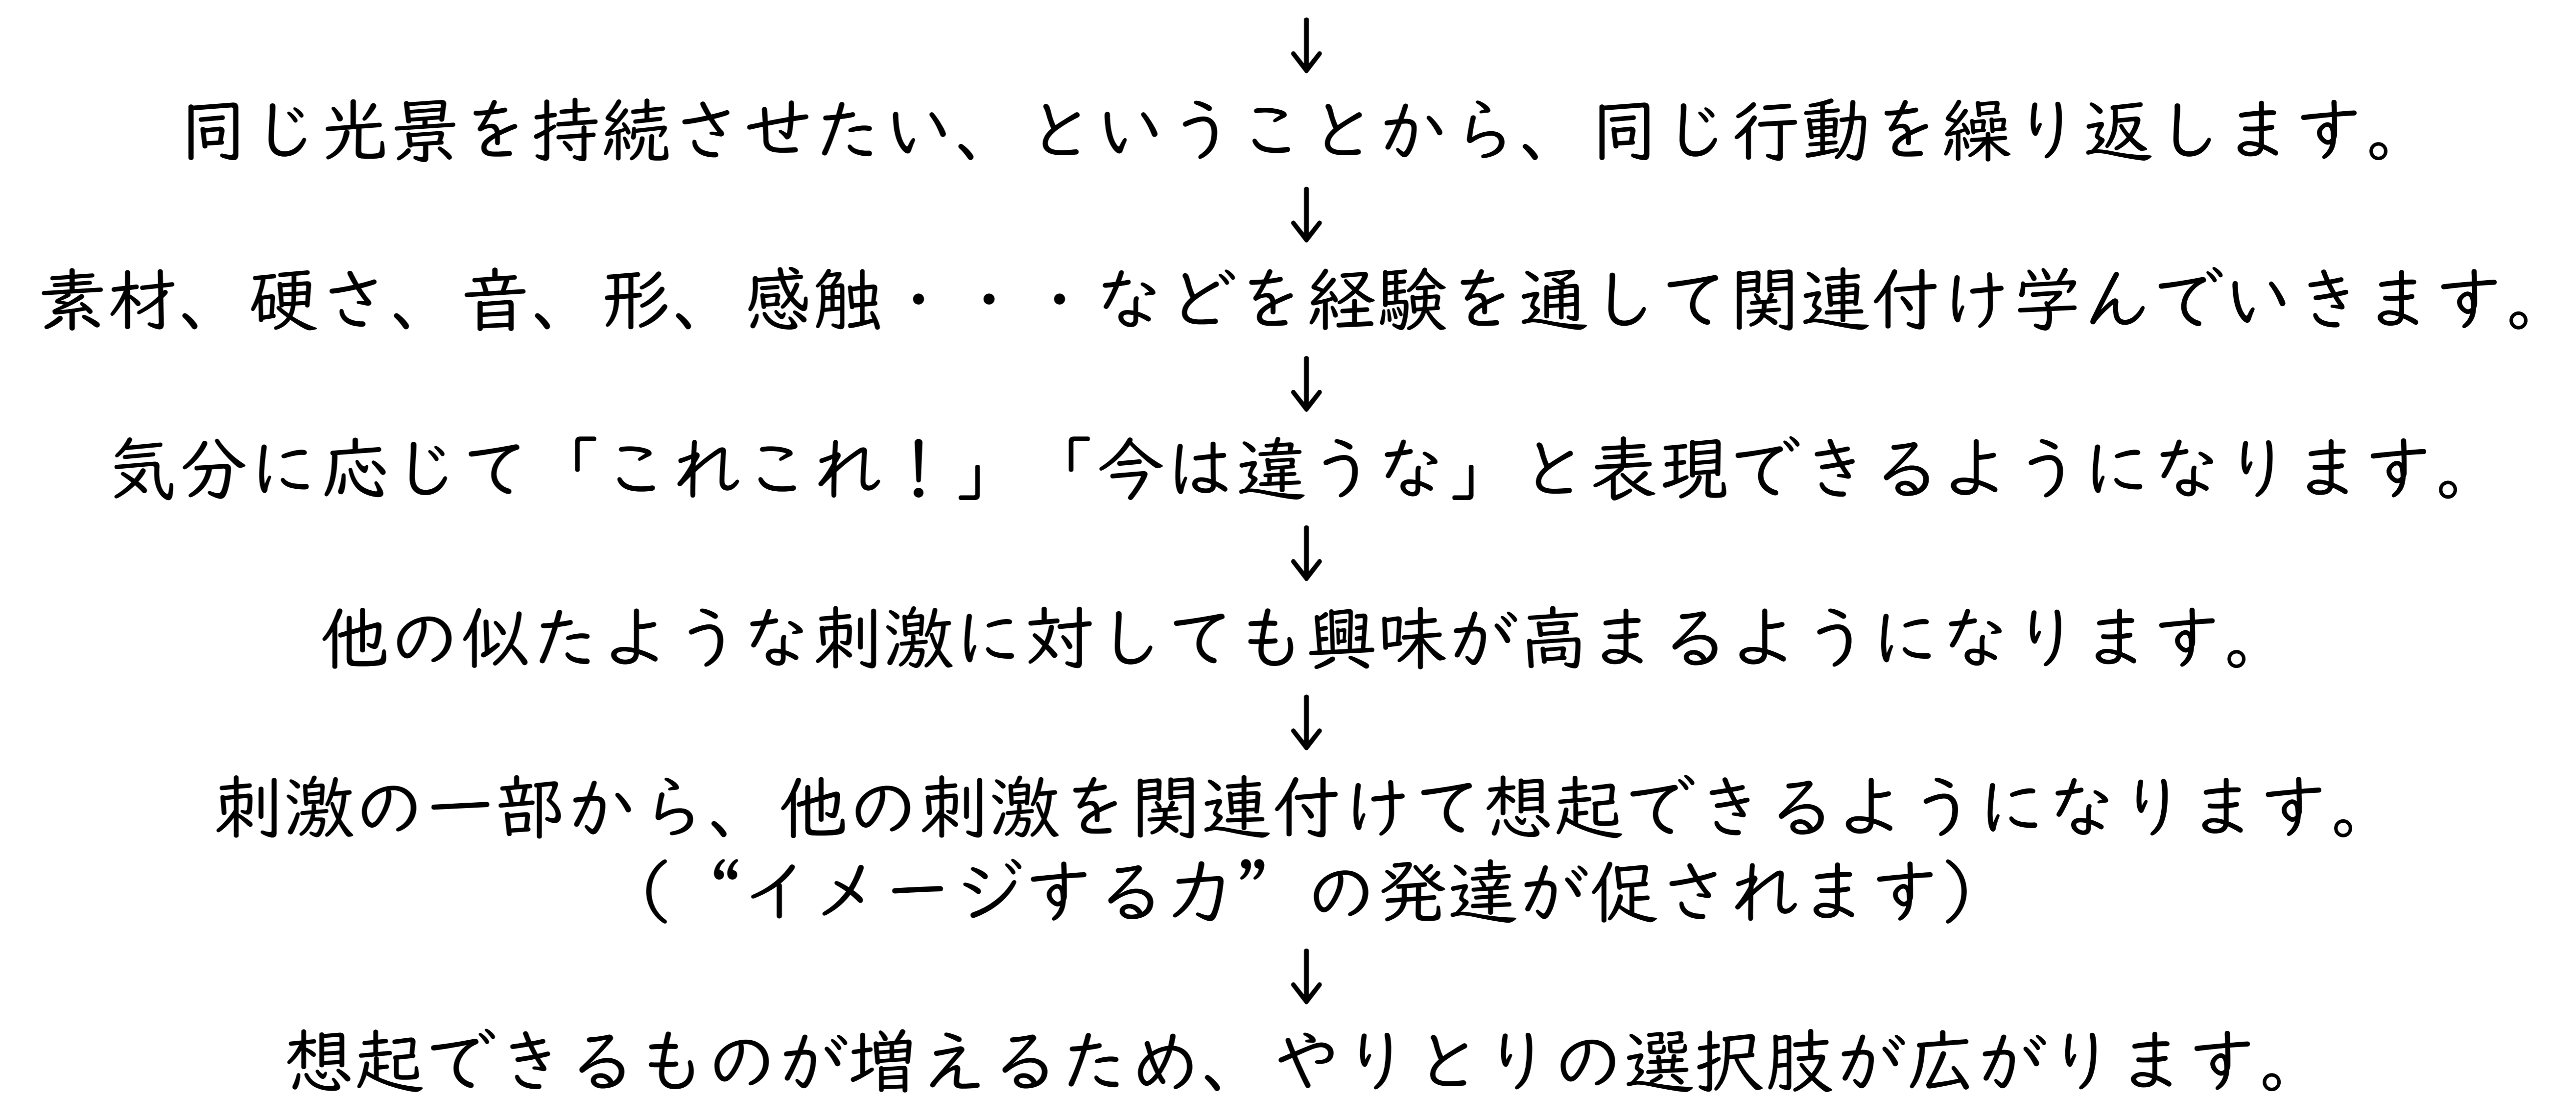 ↓
同じ光景を持続させたい、ということから、同じ行動を繰り返します。
↓
素材、硬さ、音、形、感触・・・などを経験を通して関連付け学んでいきます。
↓
気分に応じて「これこれ！」「今は違うな」と表現できるようになります。
↓
他の似たような刺激に対しても興味が高まるようになります。
↓
刺激の一部から、他の刺激を関連付けて想起できるようになります。
（“イメージする力”の発達が促されます）
↓
想起できるものが増えるため、やりとりの選択肢が広がります。